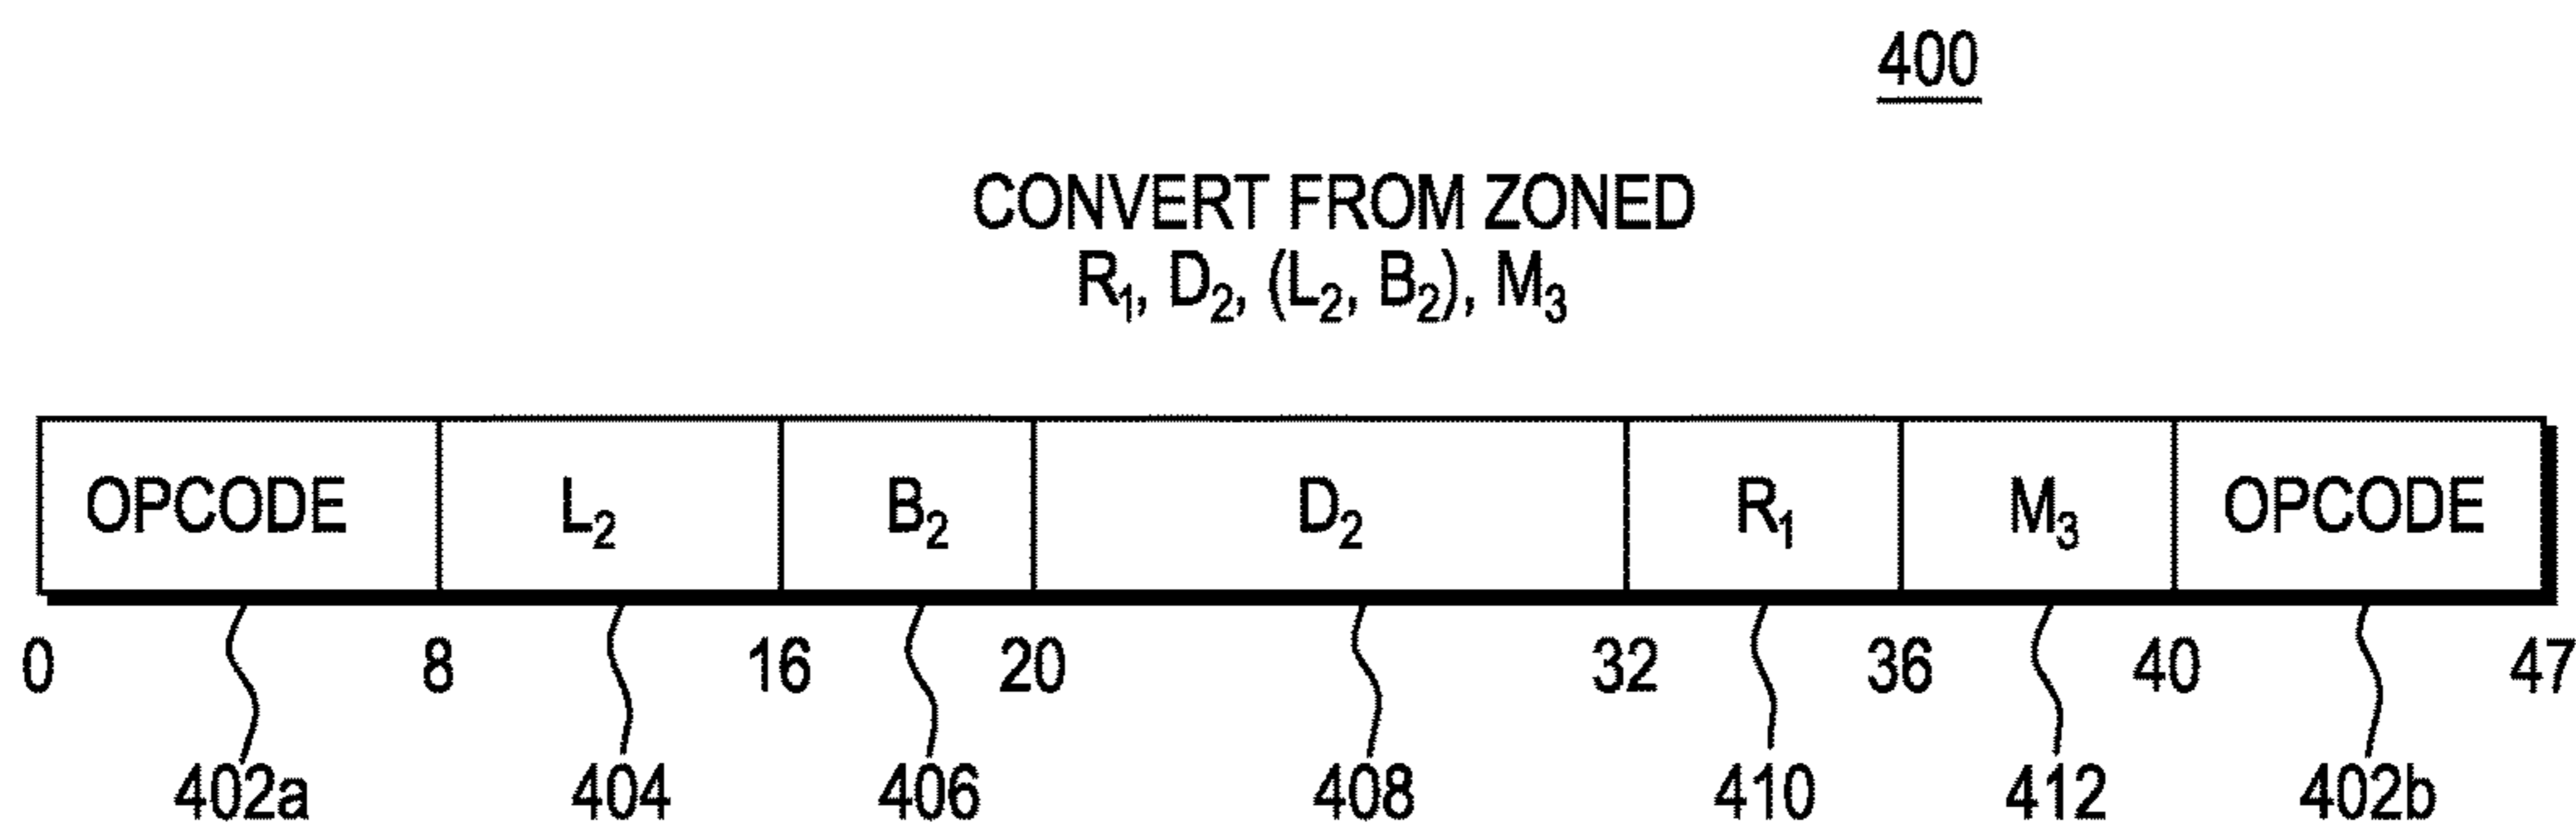 400
CONVERT FROM ZONED
R₁, D₂, (L₂, B₂), M₃
OPCODE L₂ B₂ D₂ R₁ M₃ OPCODE
0 8 16 20 32 36 40 47
402a 404 406 408 410 412 402b